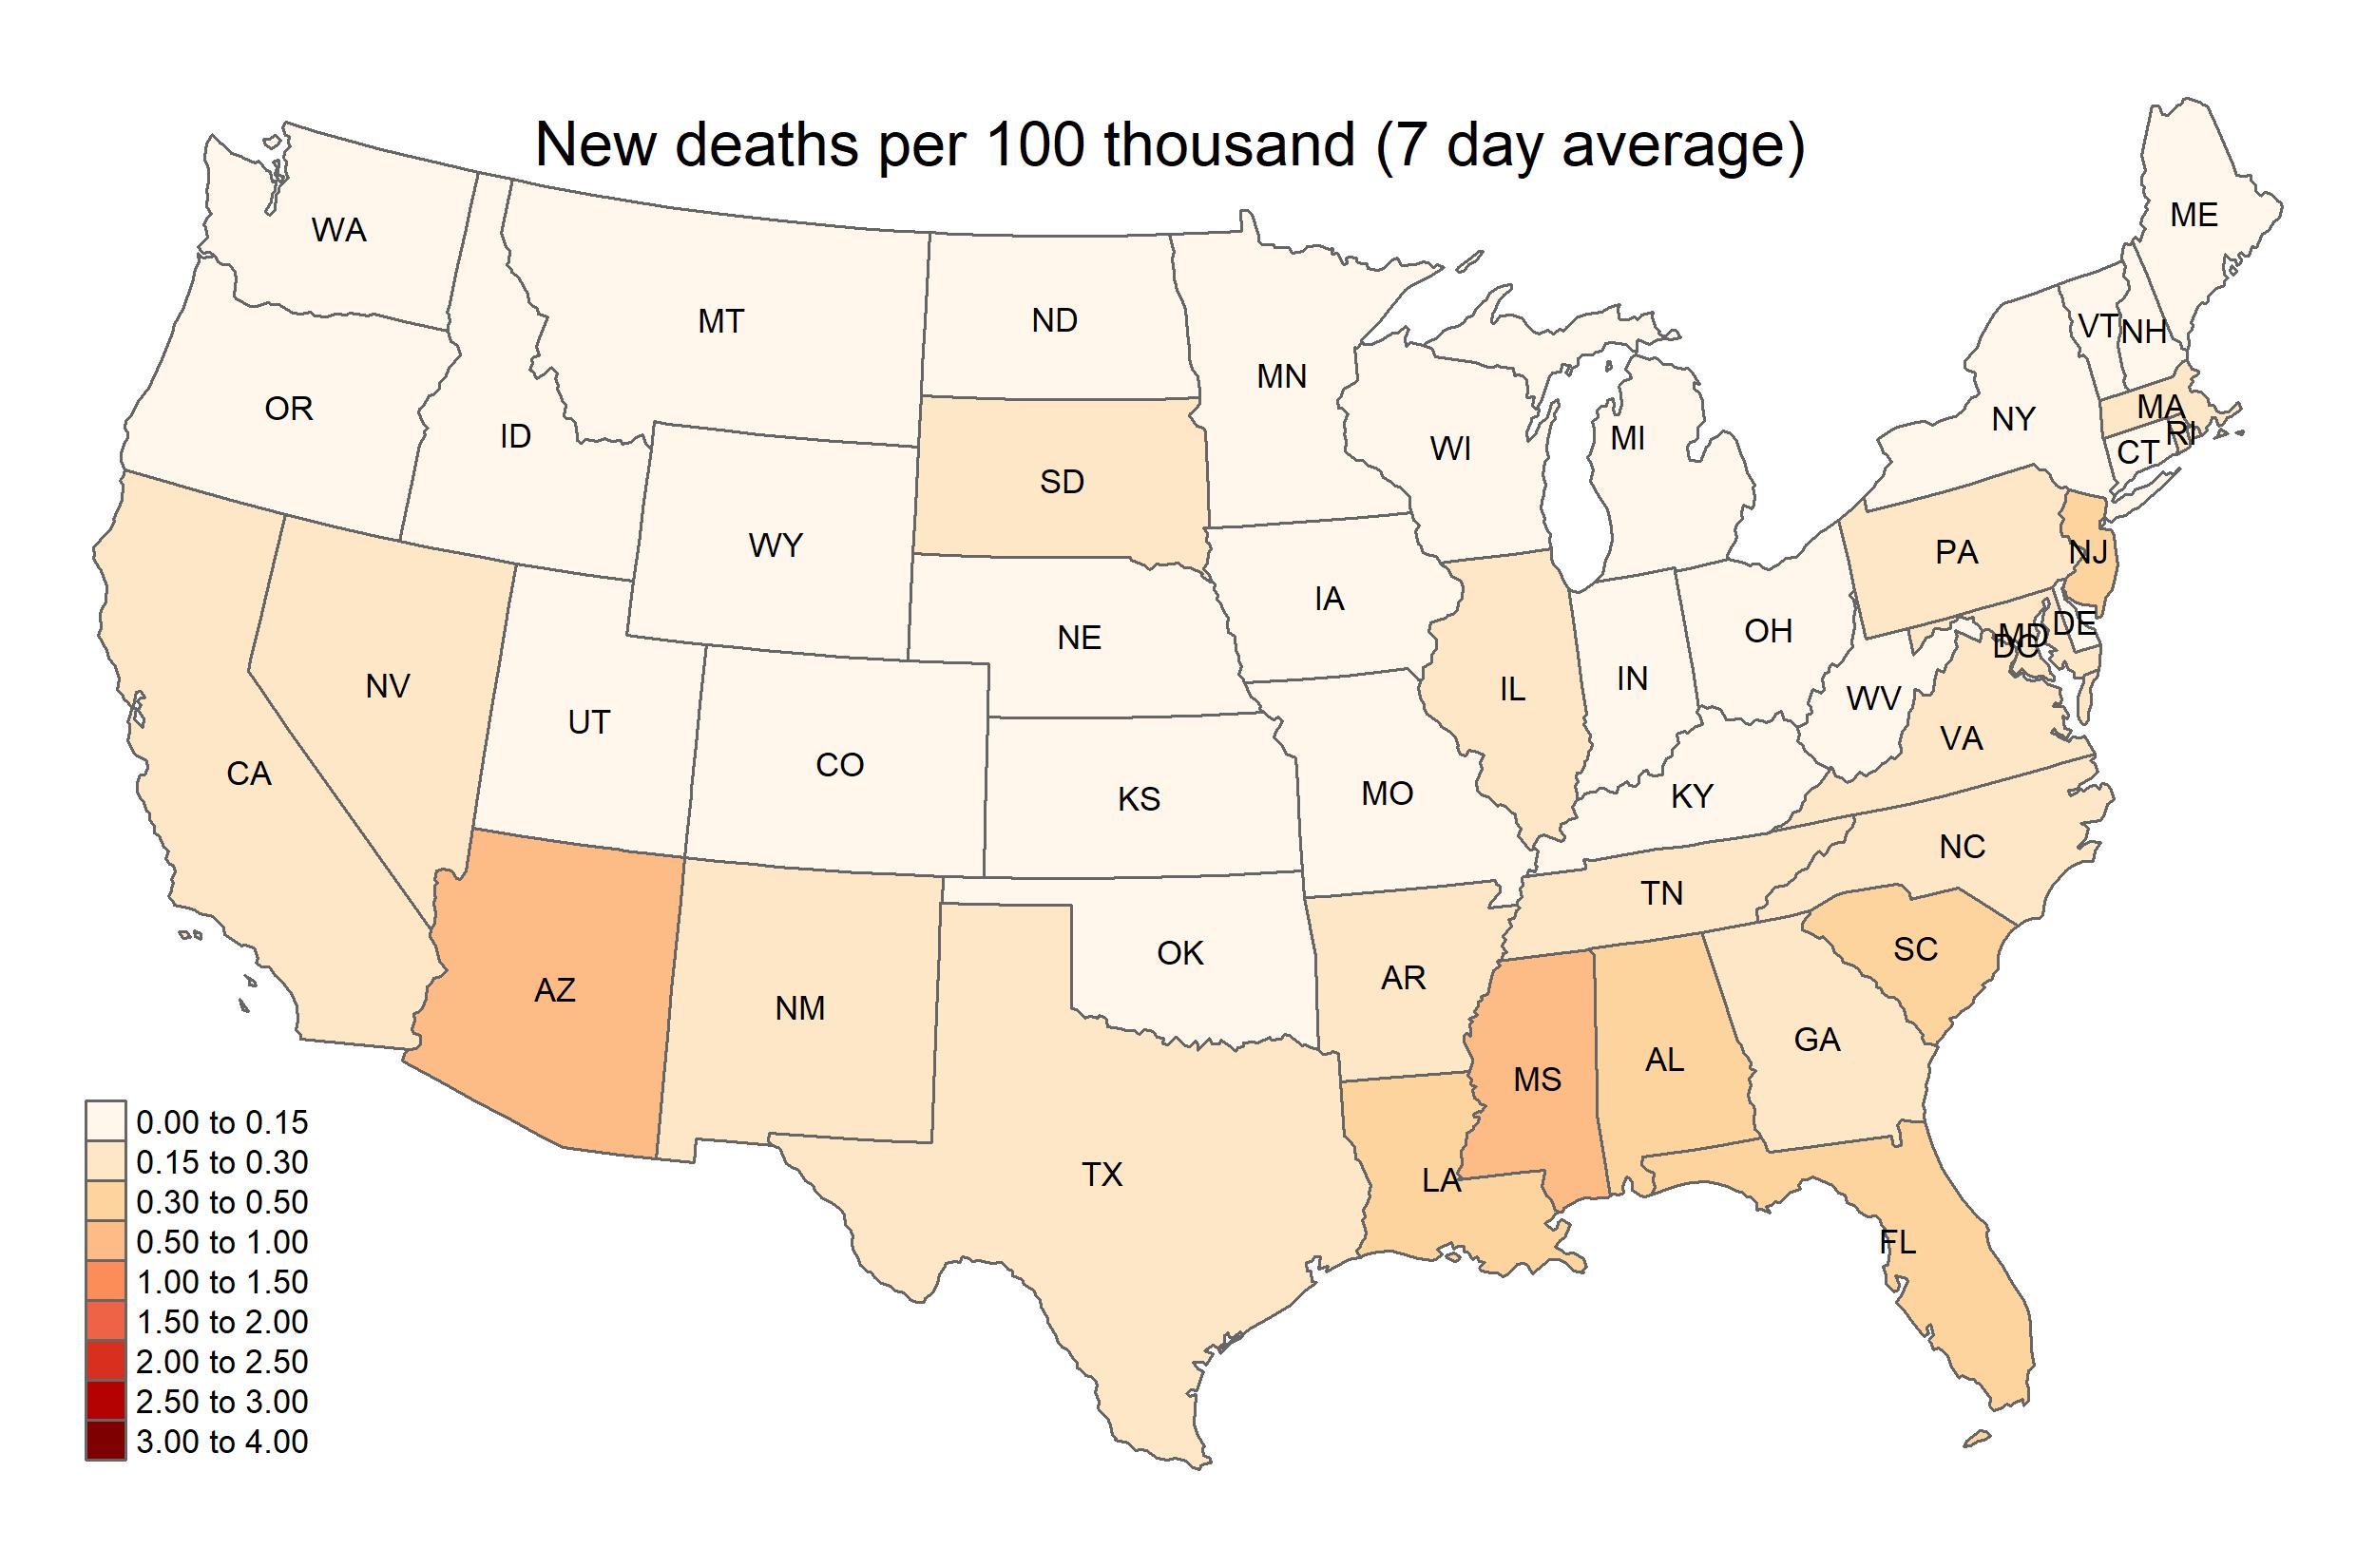 New deaths per 100 thousand (7 day average)
ME
WA
MT
ND
VT
NH
MN
OR
NY
MA
ID
WI
MI
RI
CT
SD
WY
PA
NJ
IA
DE
NE
OH
MD
DC
NV
IL
IN
WV
UT
VA
CO
CA
KS
MO
KY
NC
TN
OK
SC
AR
AZ
NM
GA
AL
MS
TX
LA
FL
0.00 to 0.15
0.15 to 0.30
0.30 to 0.50
0.50 to 1.00
1.00 to 1.50
1.50 to 2.00
2.00 to 2.50
2.50 to 3.00
3.00 to 4.00